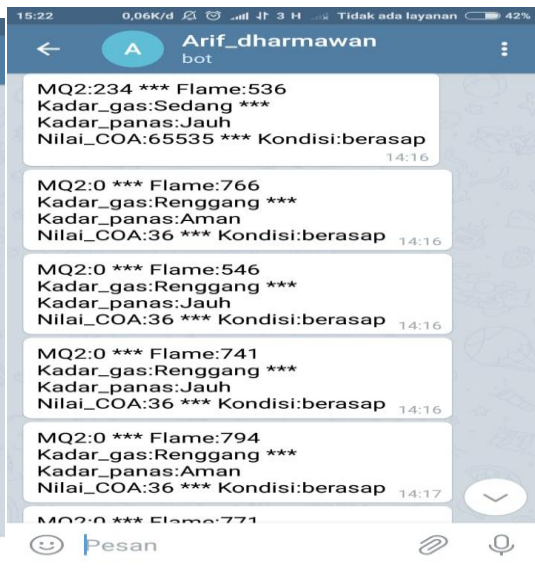 15:22 0,06K/d 3 H Tidak ada layanan 42%
A Arif_dharmawan
bot
MQ2:234 *** Flame:536
Kadar_gas:Sedang ***
Kadar_panas:Jauh
Nilai_COA:65535 *** Kondisi:berasap
14:16
MQ2:0 *** Flame:766
Kadar_gas:Renggang ***
Kadar_panas:Aman
Nilai_COA:36 *** Kondisi:berasap 14:16
MQ2:0 *** Flame:546
Kadar_gas:Renggang ***
Kadar_panas:Jauh
Nilai_COA:36 *** Kondisi:berasap 14:16
MQ2:0 *** Flame:741
Kadar_gas:Renggang ***
Kadar_panas:Jauh
Nilai_COA:36 *** Kondisi:berasap 14:16
MQ2:0 *** Flame:794
Kadar_gas:Renggang ***
Kadar_panas:Aman
Nilai_COA:36 *** Kondisi:berasap 14:17
MQ2:0 *** Flame:771
Pesan